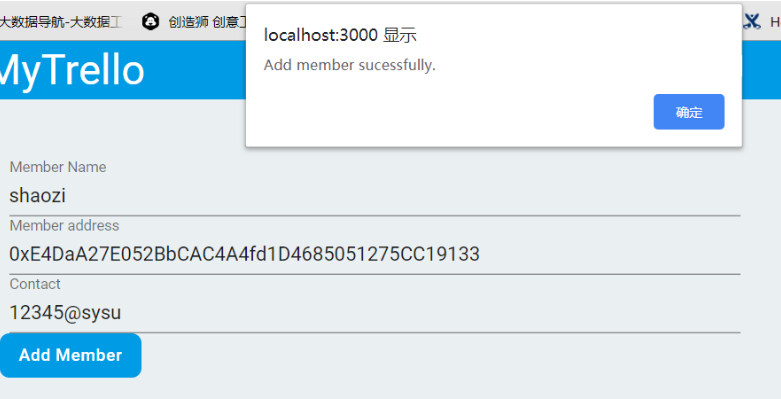 大数据导航-大数据工
创造狮 创意工
H
localhost:3000 显示
Add member sucessfully.
确定
MyTrello
Member Name
shaozi
Member address
0xE4DaA27E052BbCAC4A4fd1D4685051275CC19133
Contact
12345@sysu
Add Member